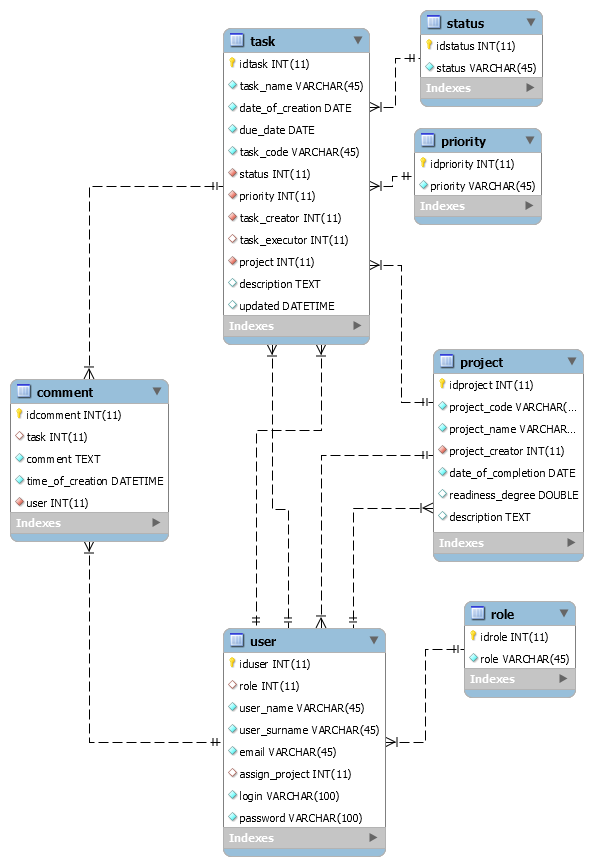 task
idtask INT(11)
task_name VARCHAR(45)
date_of_creation DATE
due_date DATE
task_code VARCHAR(45)
status INT(11)
priority INT(11)
task_creator INT(11)
task_executor INT(11)
project INT(11)
description TEXT
updated DATETIME
Indexes
status
idstatus INT(11)
status VARCHAR(45)
Indexes
priority
idpriority INT(11)
priority VARCHAR(45)
Indexes
project
idproject INT(11)
project_code VARCHAR(...
project_name VARCHAR...
project_creator INT(11)
date_of_completion DATE
readiness_degree DOUBLE
description TEXT
Indexes
comment
idcomment INT(11)
task INT(11)
comment TEXT
time_of_creation DATETIME
user INT(11)
Indexes
user
iduser INT(11)
role INT(11)
user_name VARCHAR(45)
user_surname VARCHAR(45)
email VARCHAR(45)
assign_project INT(11)
login VARCHAR(100)
password VARCHAR(100)
Indexes
role
idrole INT(11)
role VARCHAR(45)
Indexes